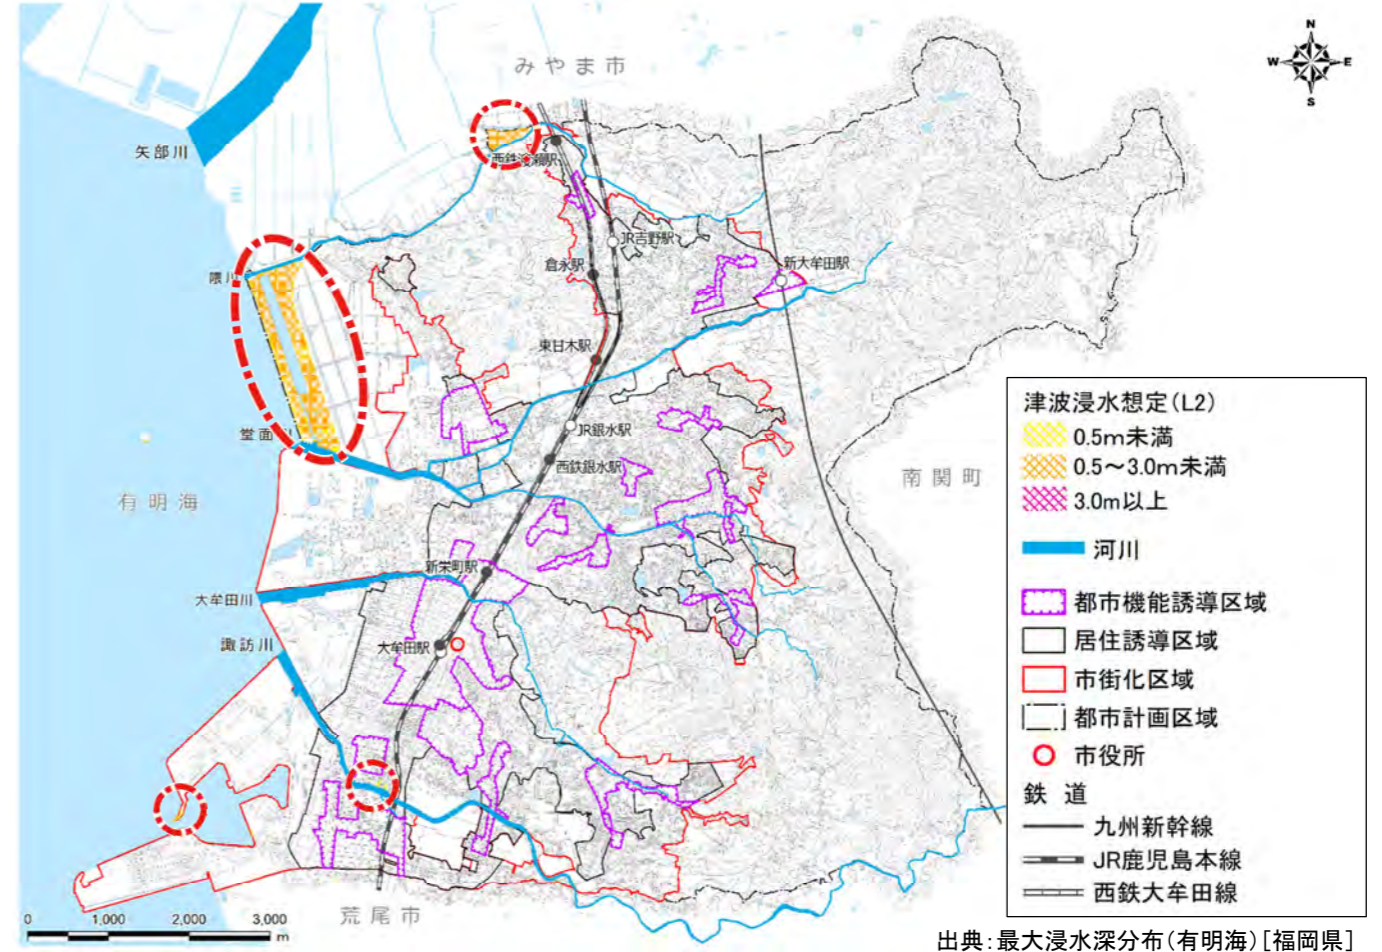 N
W E
S
みやま市
矢部川
西鉄渡瀬駅
JR吉野駅
隈川
倉永駅
新大牟田駅
東甘木駅
堂面川
JR銀水駅
西鉄銀水駅
南関町
有明海
新栄町駅
大牟田川
諏訪川
大牟田駅
荒尾市
0 1,000 2,000 3,000
m
津波浸水想定(L2)
0.5m未満
0.5～3.0m未満
3.0m以上
河川
都市機能誘導区域
居住誘導区域
市街化区域
都市計画区域
市役所
鉄 道
九州新幹線
JR鹿児島本線
西鉄大牟田線
出典:最大浸水深分布(有明海)[福岡県]